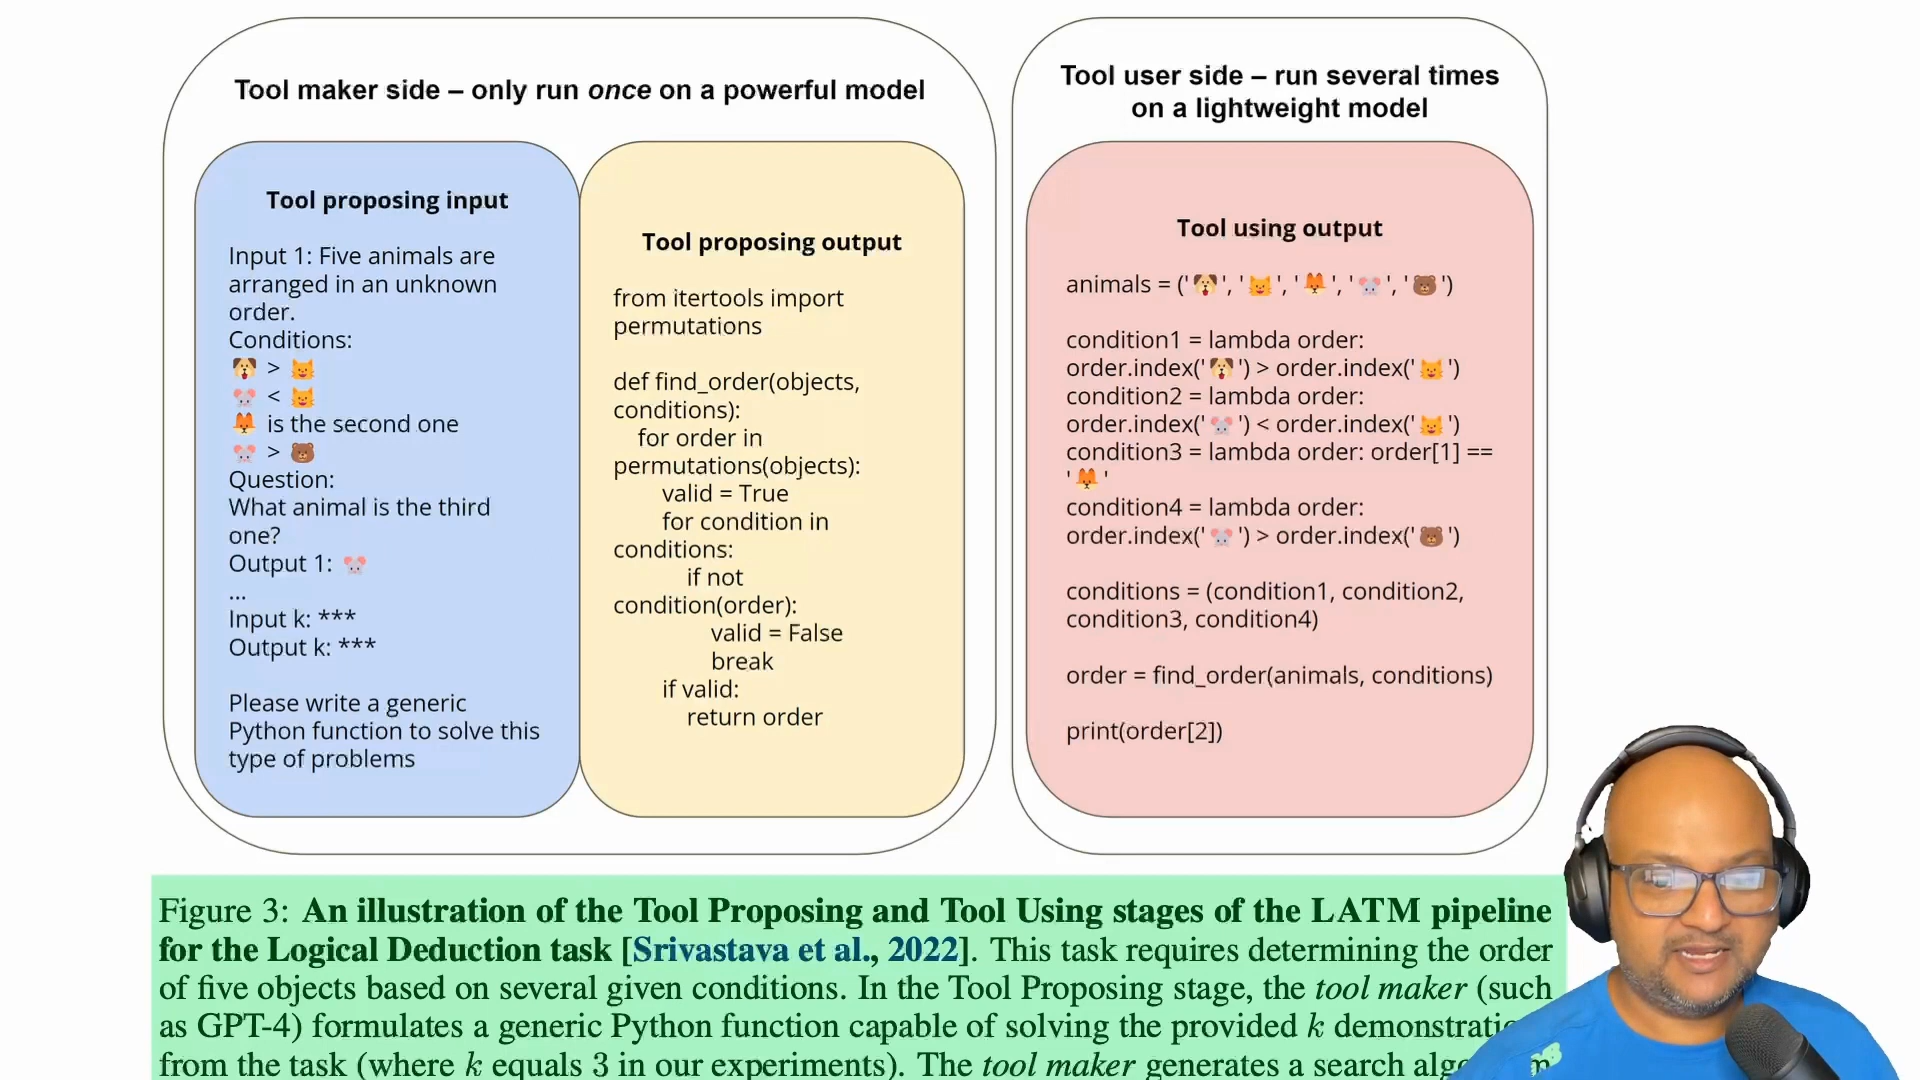 Tool maker side – only run once on a powerful model
Tool proposing input
Input 1: Five animals are
arranged in an unknown
order.
Conditions:
🐶 > 🐱
🐭 < 🐱
🦊 is the second one
🐭 > 🐻
Question:
What animal is the third
one?
Output 1: 🐭
...
Input k: ***
Output k: ***
Please write a generic
Python function to solve this
type of problems
Tool proposing output
from itertools import
permutations
def find_order(objects,
conditions):
for order in
permutations(objects):
valid = True
for condition in
conditions:
if not
condition(order):
valid = False
break
if valid:
return order
Tool user side – run several times
on a lightweight model
Tool using output
animals = ('🐶', '🐱', '🦊', '🐭', '🐻')
condition1 = lambda order:
order.index('🐶') > order.index('🐱')
condition2 = lambda order:
order.index('🐭') < order.index('🐱')
condition3 = lambda order: order[1] ==
'🦊'
condition4 = lambda order:
order.index('🐭') > order.index('🐻')
conditions = (condition1, condition2,
condition3, condition4)
order = find_order(animals, conditions)
print(order[2])
Figure 3: An illustration of the Tool Proposing and Tool Using stages of the LATM pipeline
for the Logical Deduction task [Srivastava et al., 2022]. This task requires determining the order
of five objects based on several given conditions. In the Tool Proposing stage, the tool maker (such
as GPT-4) formulates a generic Python function capable of solving the provided k
from the task (where k equals 3 in our experiments). The tool maker generates a search